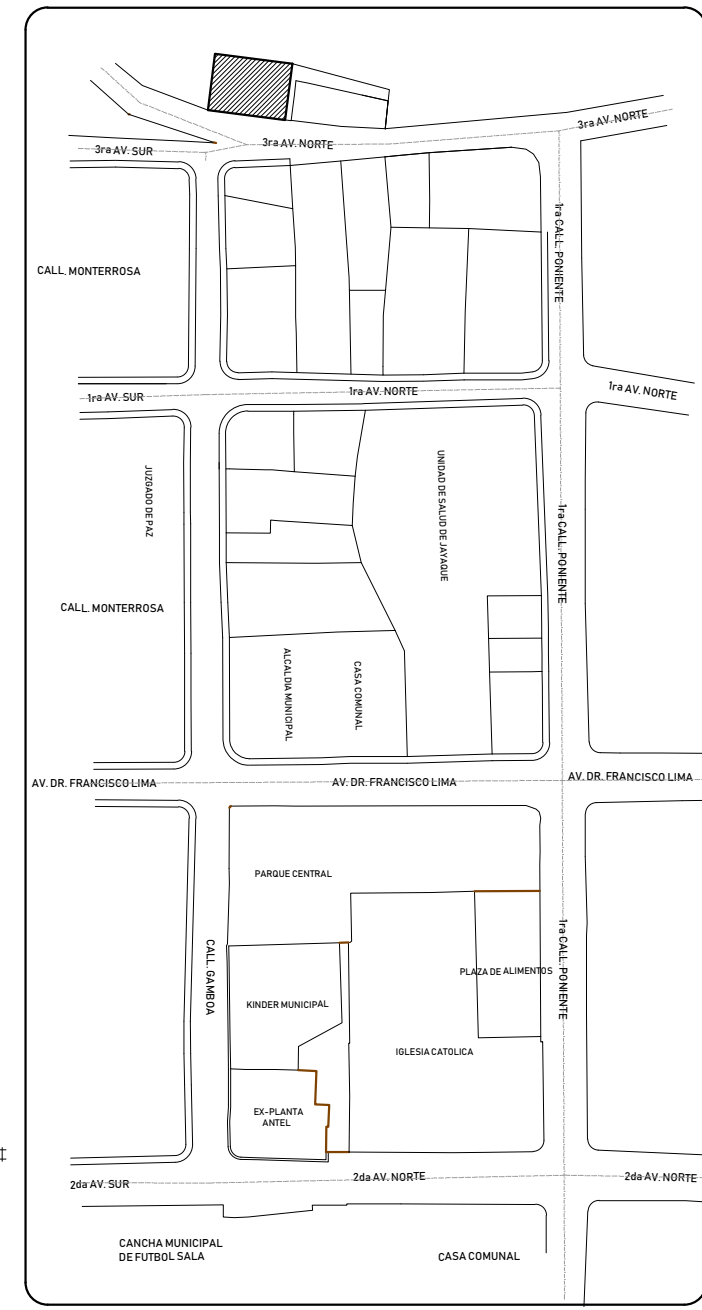 3ra AV. NORTE
3ra AV. NORTE
3ra AV. SUR
1ra CALL. PONIENTE
CALL. MONTERROSA
1ra AV. NORTE
1ra AV. NORTE
1ra AV. SUR
JUZGADO DE PAZ
UNIDAD DE SALUD DE JAYAQUE
1ra CALL. PONIENTE
CALL. MONTERROSA
ALCALDIA MUNICIPAL
CASA COMUNAL
AV. DR. FRANCISCO LIMA
AV. DR. FRANCISCO LIMA
AV. DR. FRANCISCO LIMA
PARQUE CENTRAL
CALL. GAMBOA
1ra CALL. PONIENTE
PLAZA DE ALIMENTOS
KINDER MUNICIPAL
IGLESIA CATOLICA
EX-PLANTA
ANTEL
2da AV. SUR
2da AV. NORTE
2da AV. NORTE
CANCHA MUNICIPAL
DE FUTBOL SALA
CASA COMUNAL